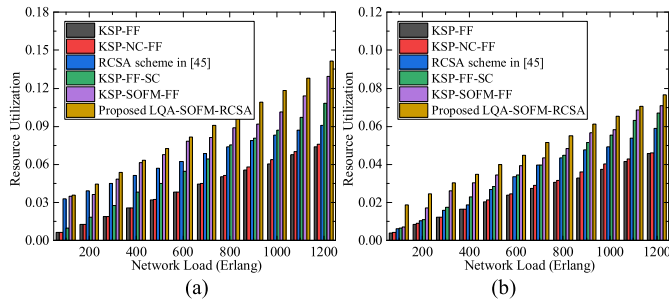 0.18
0.15
0.12
0.09
0.06
0.03
0.00
Resource Utilization
KSP-FF
KSP-NC-FF
RCSA scheme in [45]
KSP-FF-SC
KSP-SOFM-FF
Proposed LQA-SOFM-RCSA
200 400 600 800 1000 1200
Network Load (Erlang)
(a)
0.12
0.10
0.08
0.06
0.04
0.02
0.00
Resource Utilization
KSP-FF
KSP-NC-FF
RCSA scheme in [45]
KSP-FF-SC
KSP-SOFM-FF
Proposed LQA-SOFM-RCSA
200 400 600 800 1000 1200
Network Load (Erlang)
(b)